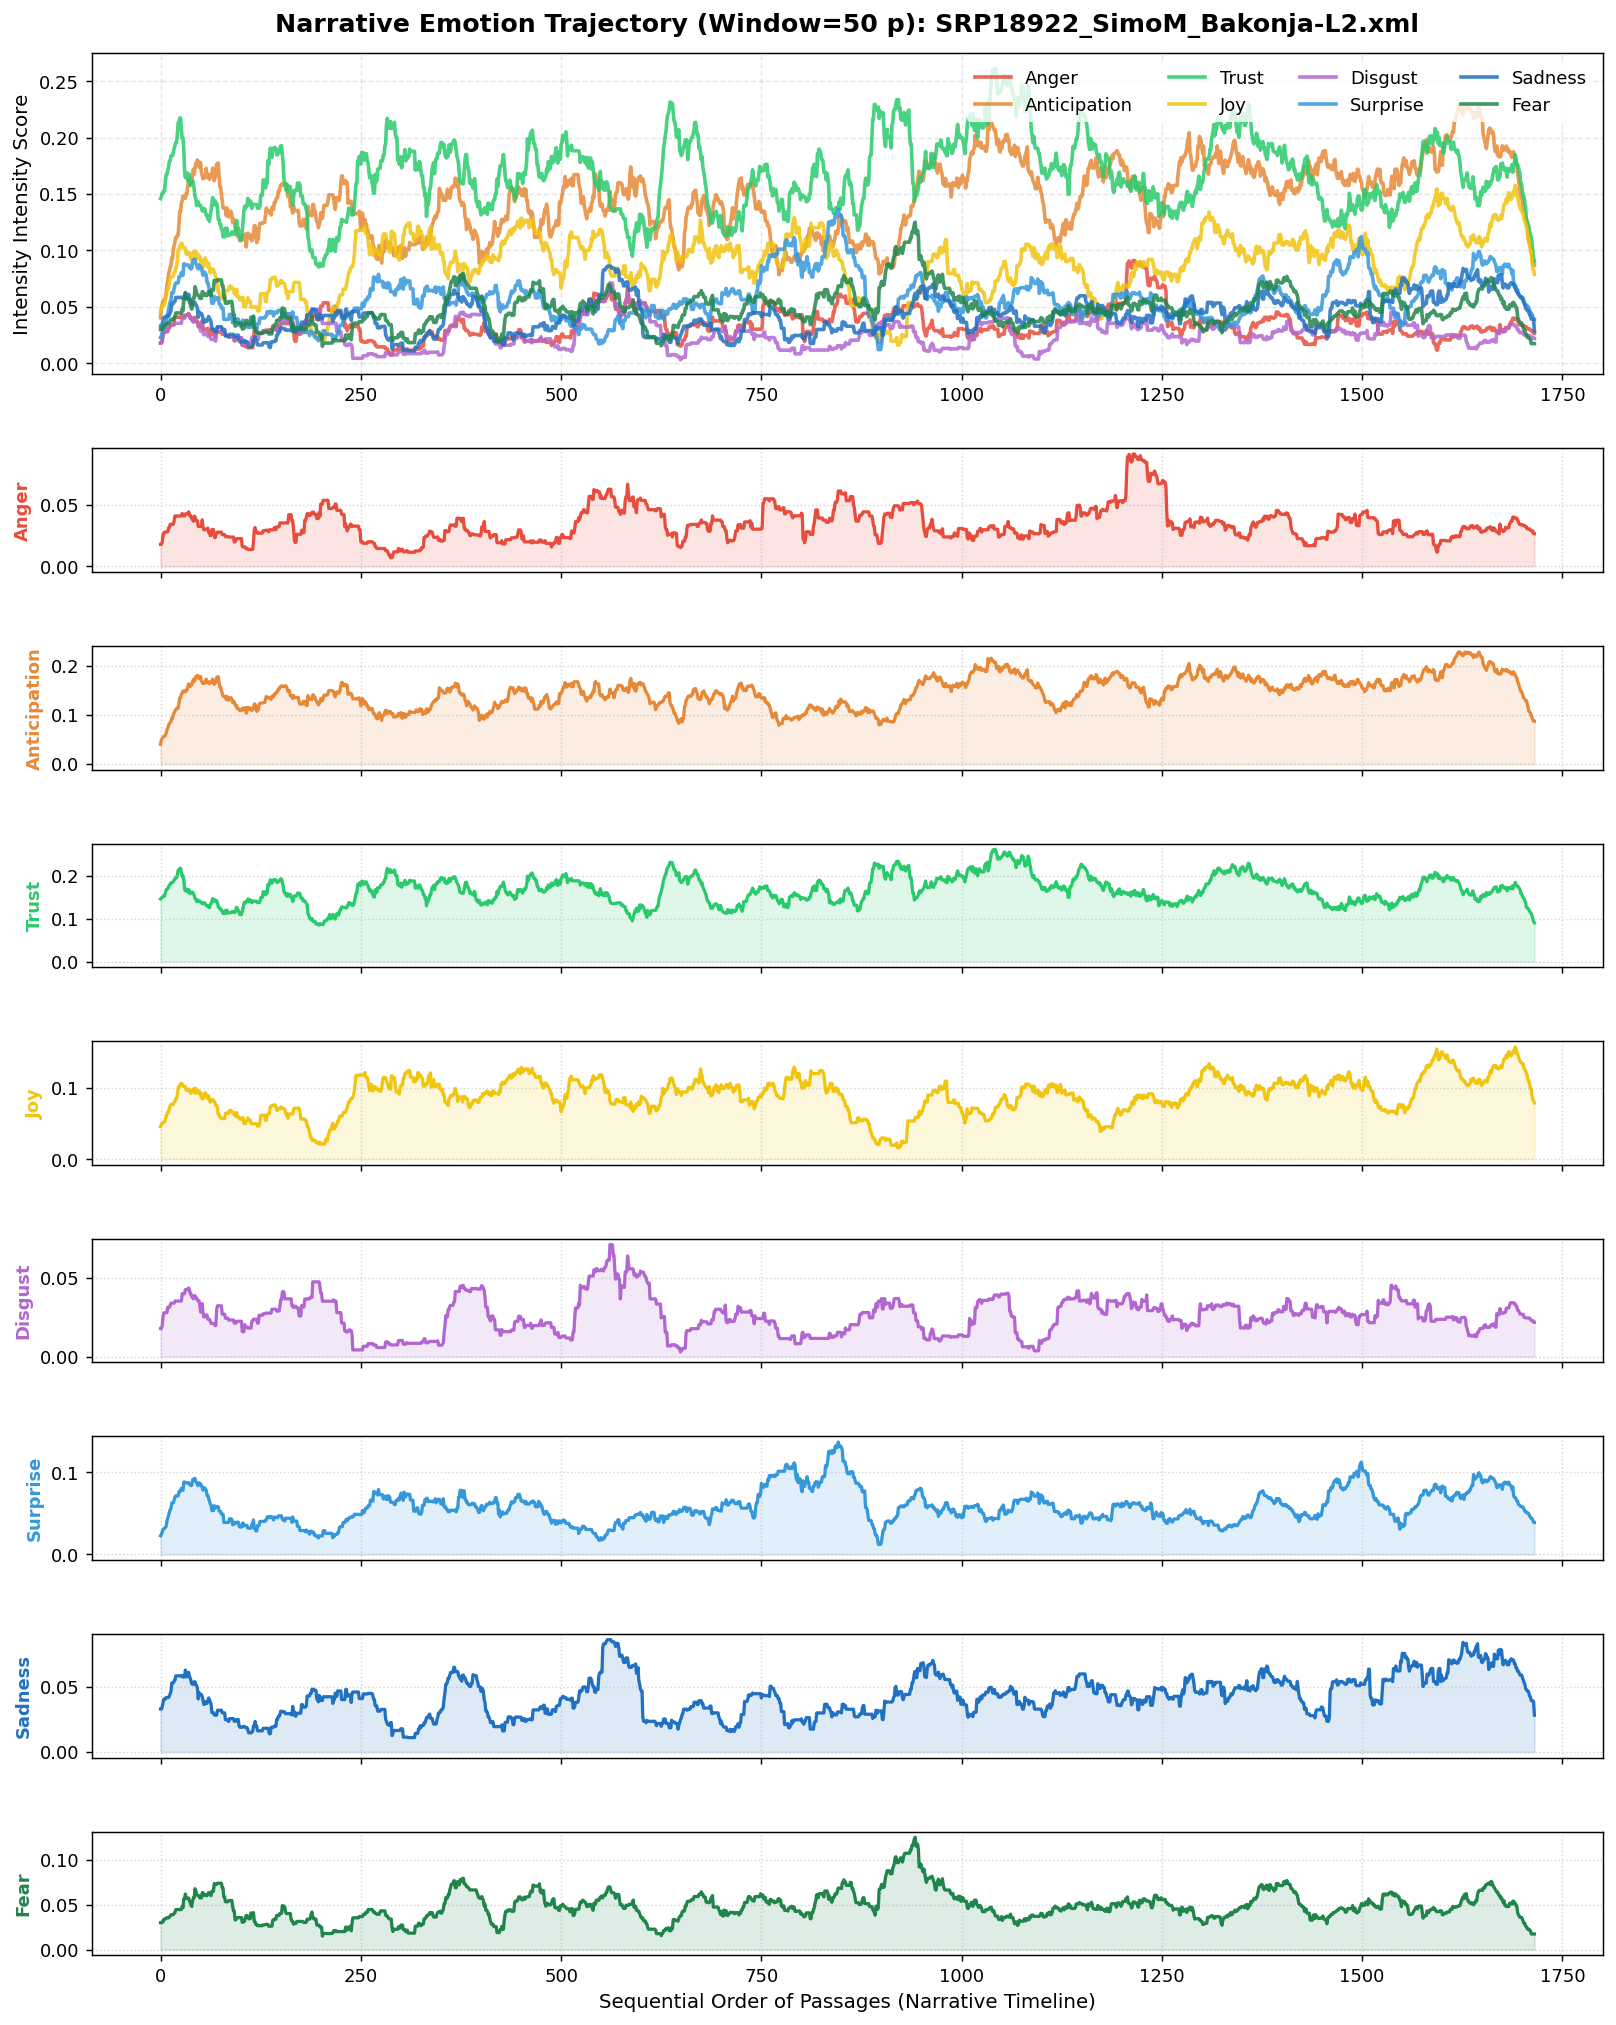 Narrative Emotion Trajectory (Window=50 p): SRP18922_SimoM_Bakonja-L2.xml
Intensity Intensity Score
0.25
0.20
0.15
0.10
0.05
0.00
Anger Trust Disgust Sadness
Anticipation Joy Surprise Fear
0 250 500 750 1000 1250 1500 1750
Anger
0.05
0.00
Anticipation
0.2
0.1
0.0
Trust
0.2
0.1
0.0
Joy
0.1
0.0
Disgust
0.05
0.00
Surprise
0.1
0.0
Sadness
0.05
0.00
Fear
0.10
0.05
0.00
0 250 500 750 1000 1250 1500 1750
Sequential Order of Passages (Narrative Timeline)